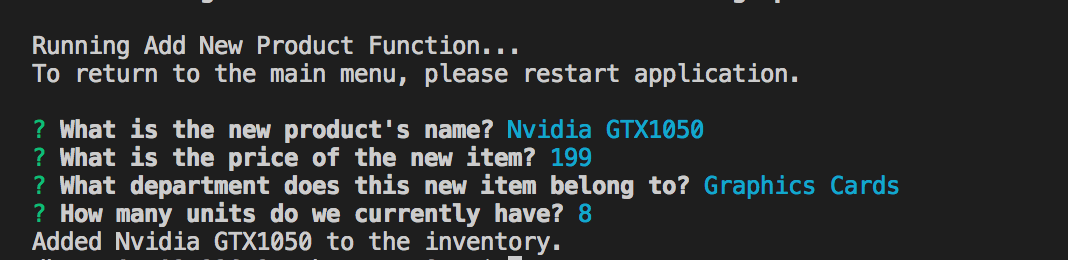 Running Add New Product Function...
To return to the main menu, please restart application.
? What is the new product's name? Nvidia GTX1050
? What is the price of the new item? 199
? What department does this new item belong to? Graphics Cards
? How many units do we currently have? 8
Added Nvidia GTX1050 to the inventory.